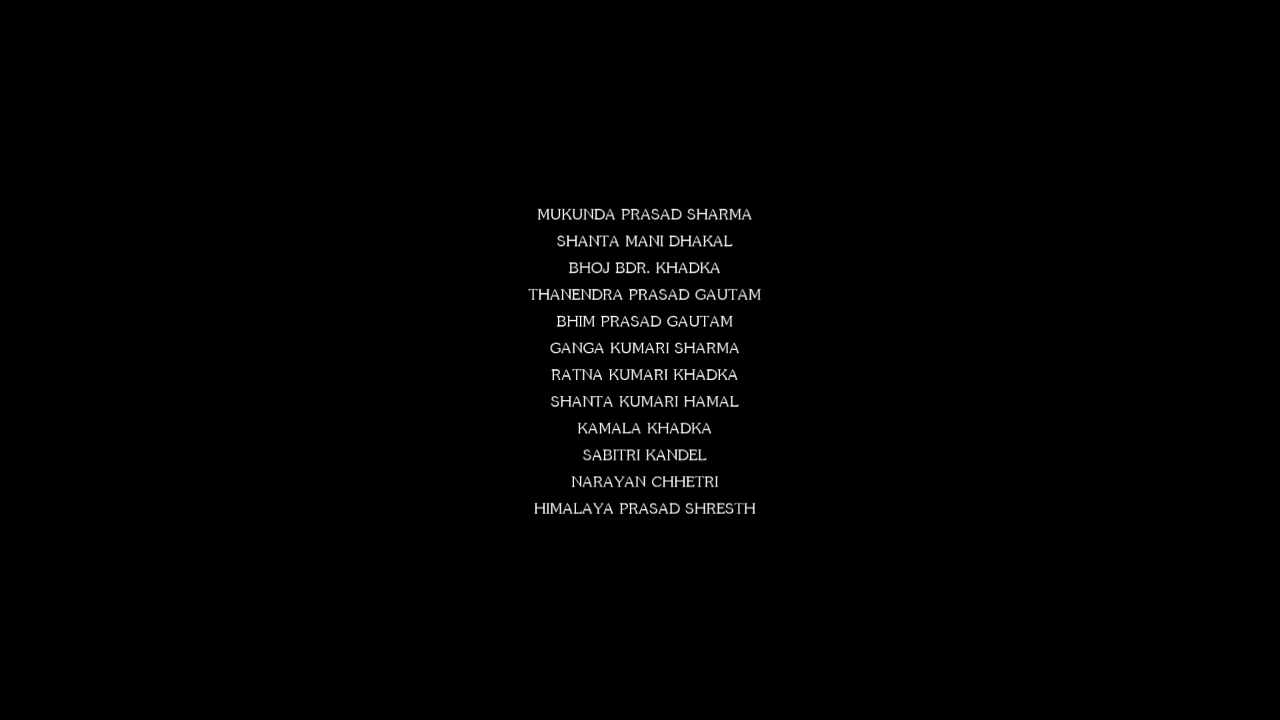 MUKUNDA PRASAD SHARMA
SHANTA MANI DHAKAL
BHOJ BDR. KHADKA
THANENDRA PRASAD GAUTAM
BHIM PRASAD GAUTAM
GANGA KUMARI SHARMA
RATNA KUMARI KHADKA
SHANTA KUMARI HAMAL
KAMALA KHADKA
SABITRI KANDEL
NARAYAN CHHETRI
HIMALAYA PRASAD SHRESTH